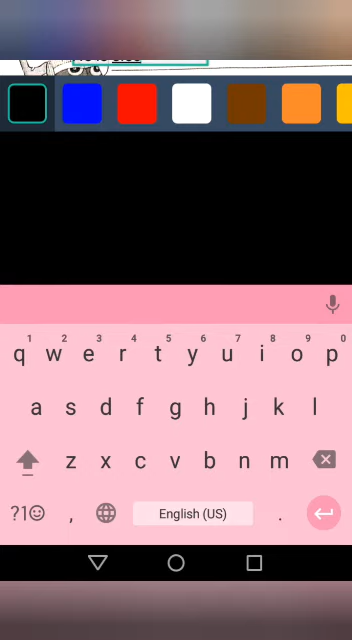 1 2 3 4 5 6 7 8 9 0
q w e r t y u i o p
a s d f g h j k l
z x c v b n m
?1☺ , English (US) .